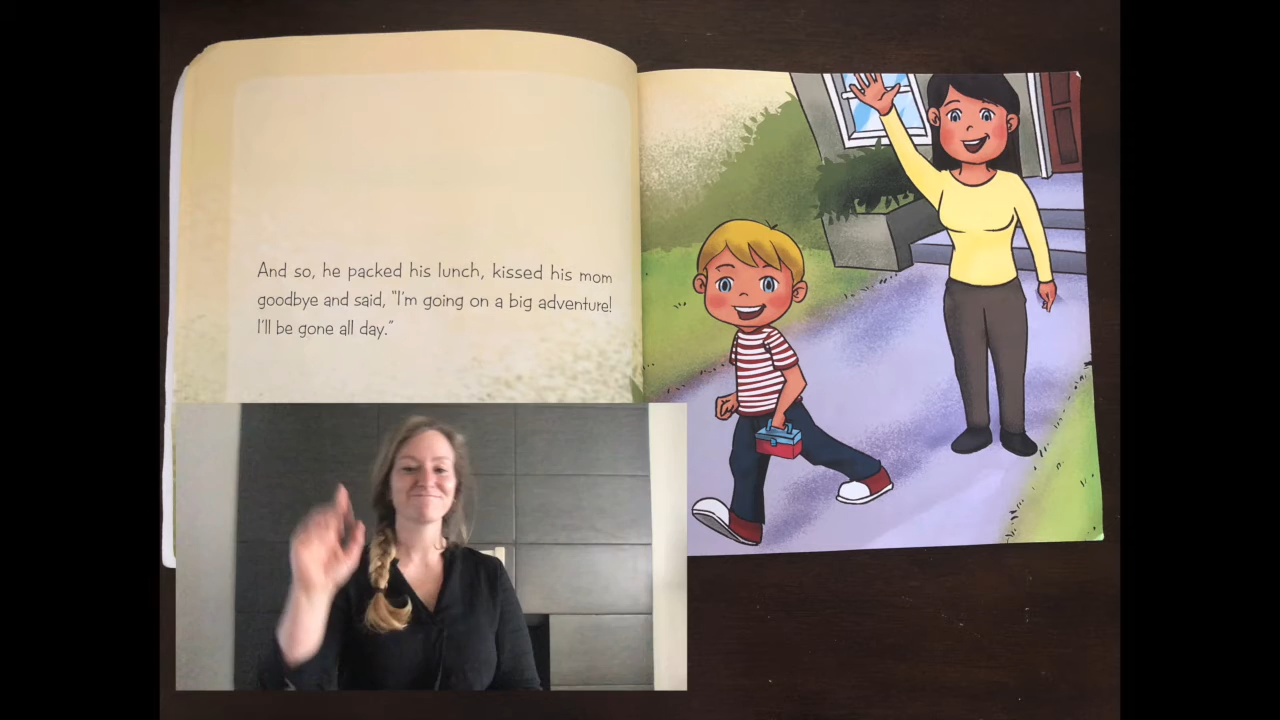 And so, he packed his lunch, kissed his mom
goodbye and said, "I'm going on a big adventure!
I'll be gone all day."